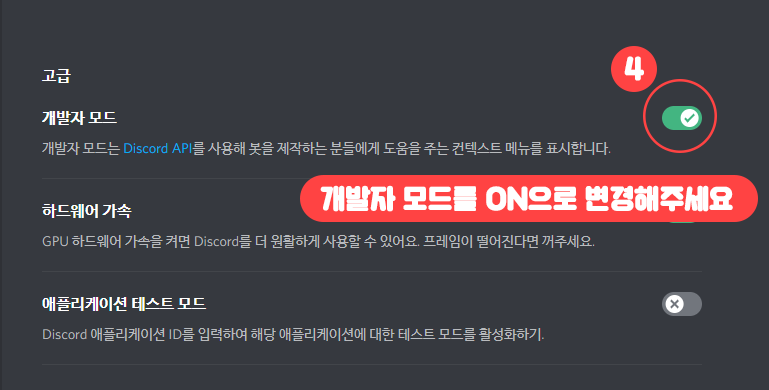 고급
4
개발자 모드
개발자 모드는 Discord API를 사용해 봇을 제작하는 분들에게 도움을 주는 컨텍스트 메뉴를 표시합니다.
개발자 모드를 ON으로 변경해주세요
하드웨어 가속
GPU 하드웨어 가속을 켜면 Discord를 더 원활하게 사용할 수 있어요. 프레임이 떨어진다면 꺼주세요.
애플리케이션 테스트 모드
Discord 애플리케이션 ID를 입력하여 해당 애플리케이션에 대한 테스트 모드를 활성화하기.